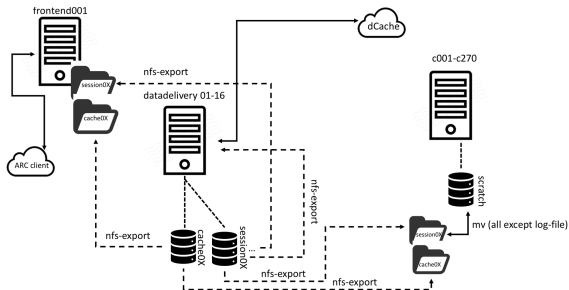 frontend001
dCache
c001-c270
nfs-export
session0X
datadelivery 01-16
cache0X
ARC client
nfs-export
scratch
nfs-export
session0X
mv (all except log-file)
cache0X
session0X
...
nfs-export
cache0X
nfs-export